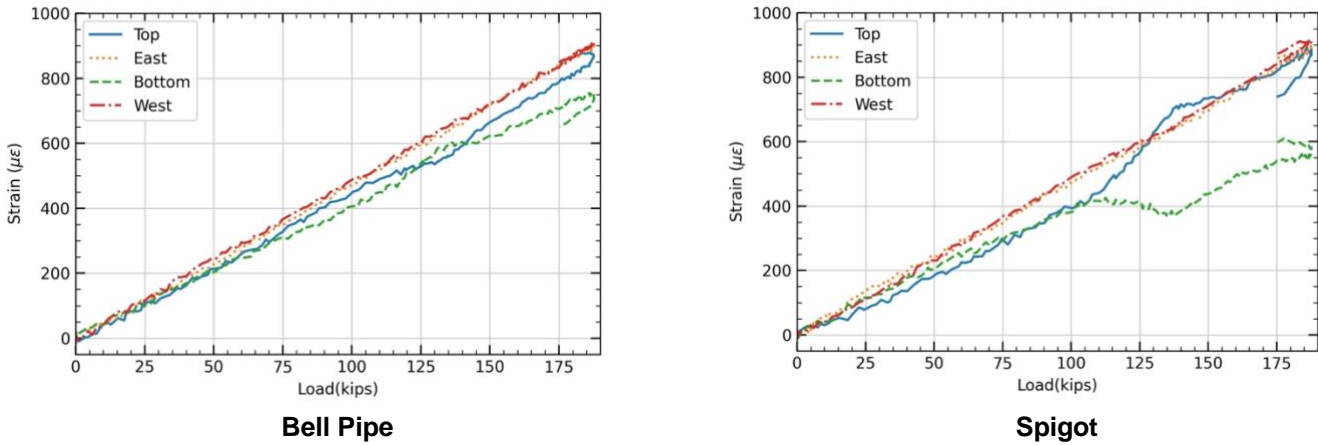 1000
800
600
400
200
0
Strain (με)
Top
East
Bottom
West
0 25 50 75 100 125 150 175
Load(kips)
Bell Pipe
1000
800
600
400
200
0
Strain (με)
Top
East
Bottom
West
0 25 50 75 100 125 150 175
Load(kips)
Spigot